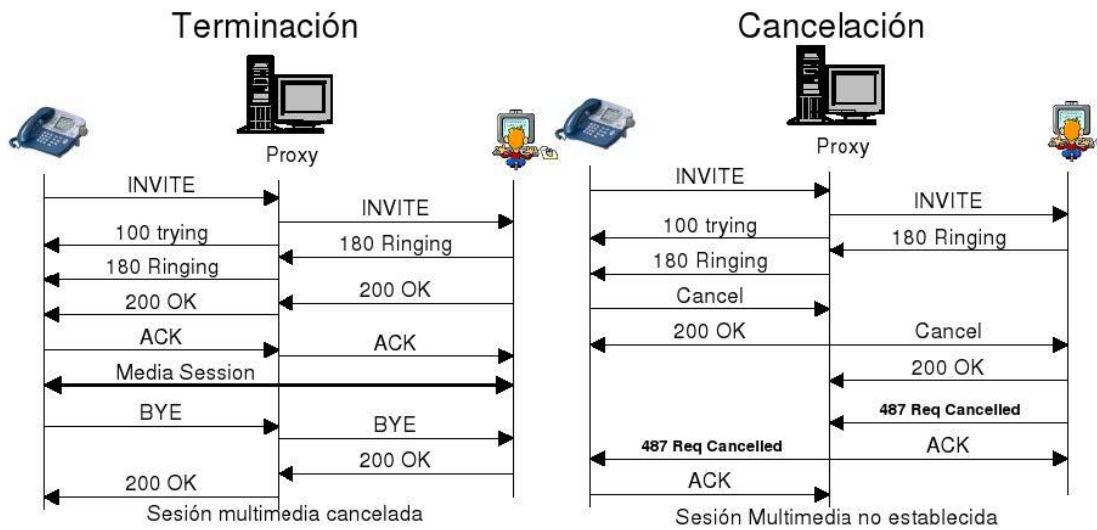 Terminación
Proxy
INVITE
INVITE
100 trying
180 Ringing
180 Ringing
200 OK
200 OK
ACK
ACK
Media Session
BYE
BYE
200 OK
200 OK
Sesión multimedia cancelada
Cancelación
Proxy
INVITE
INVITE
100 trying
180 Ringing
180 Ringing
Cancel
200 OK
Cancel
200 OK
487 Req Cancelled
487 Req Cancelled
ACK
ACK
Sesión Multimedia no establecida